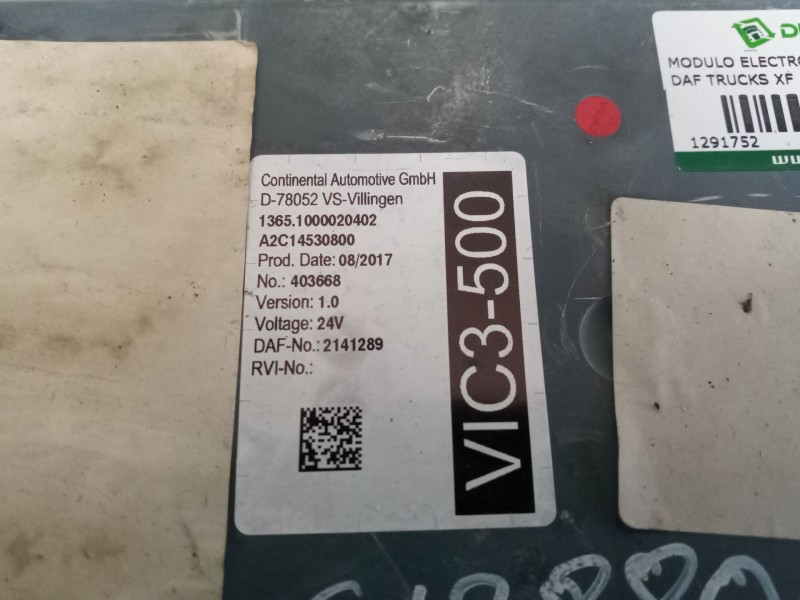 MODULO ELECTRO
DAF TRUCKS XF
1291752
Continental Automotive GmbH
D-78052 VS-Villingen
1365.1000020402
A2C14530800
Prod. Date: 08/2017
No.: 403668
Version: 1.0
Voltage: 24V
DAF-No.: 2141289
RVI-No.:
VIC3-500